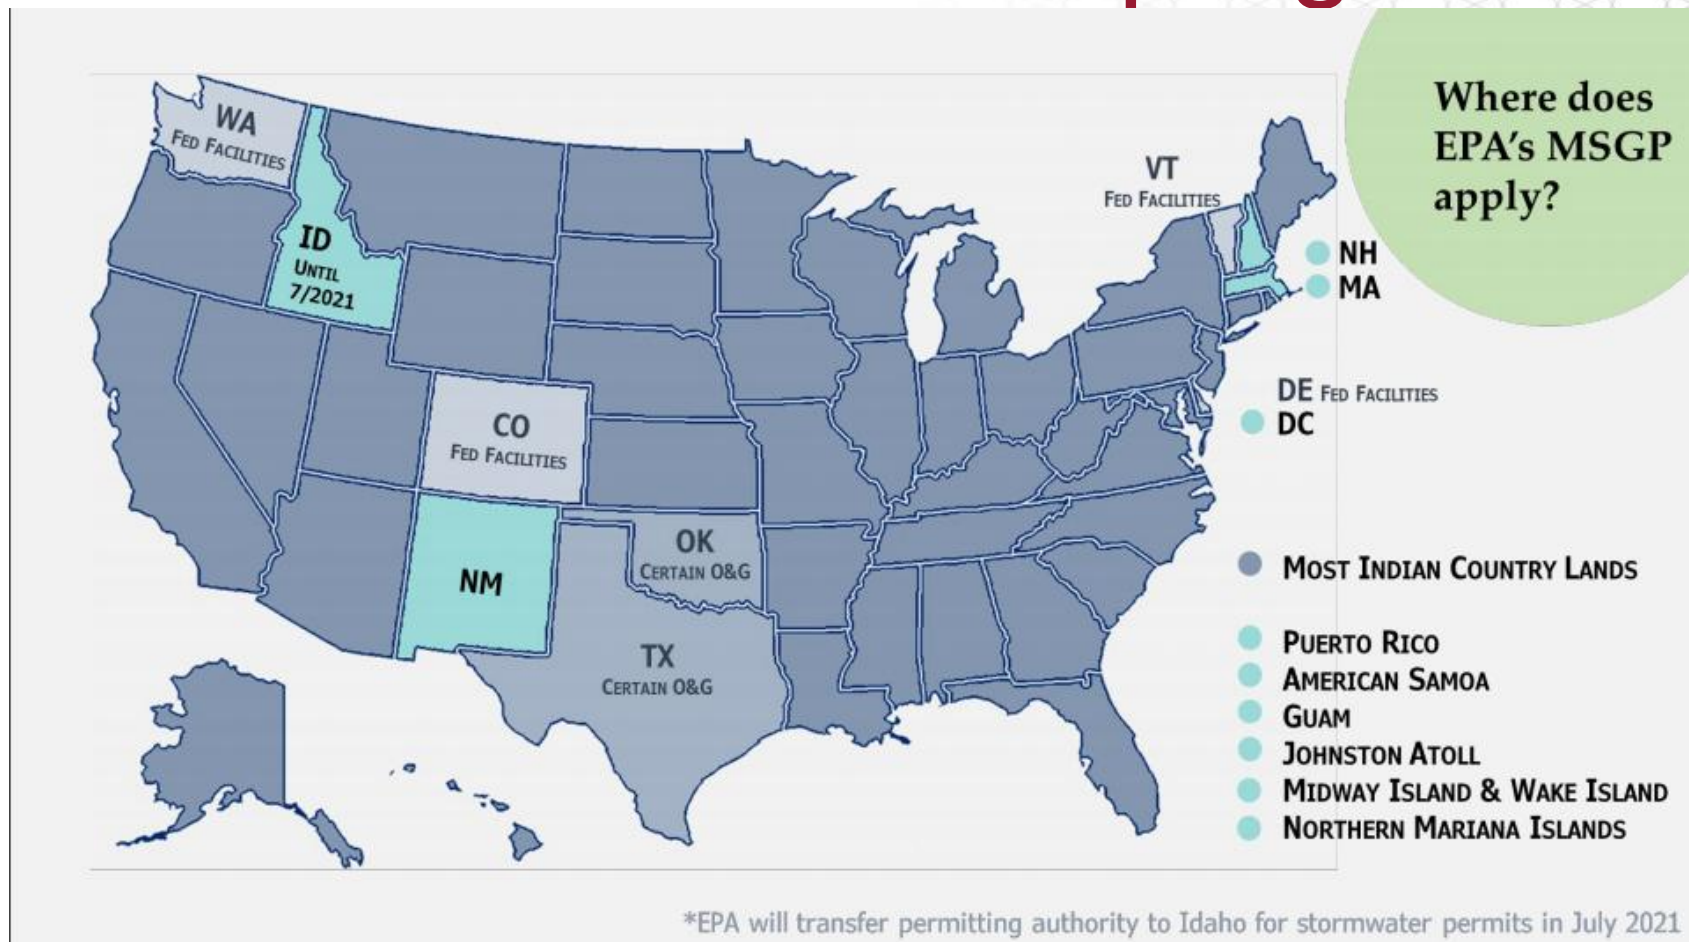 Where does
EPA's MSGP
apply?
WA
FED FACILITIES
ID
UNTIL
7/2021
VT
FED FACILITIES
NH
MA
CO
FED FACILITIES
DE FED FACILITIES
DC
OK
CERTAIN O&G
NM
TX
CERTAIN O&G
MOST INDIAN COUNTRY LANDS
PUERTO RICO
AMERICAN SAMOA
GUAM
JOHNSTON ATOLL
MIDWAY ISLAND & WAKE ISLAND
NORTHERN MARIANA ISLANDS
*EPA will transfer permitting authority to Idaho for stormwater permits in July 2021